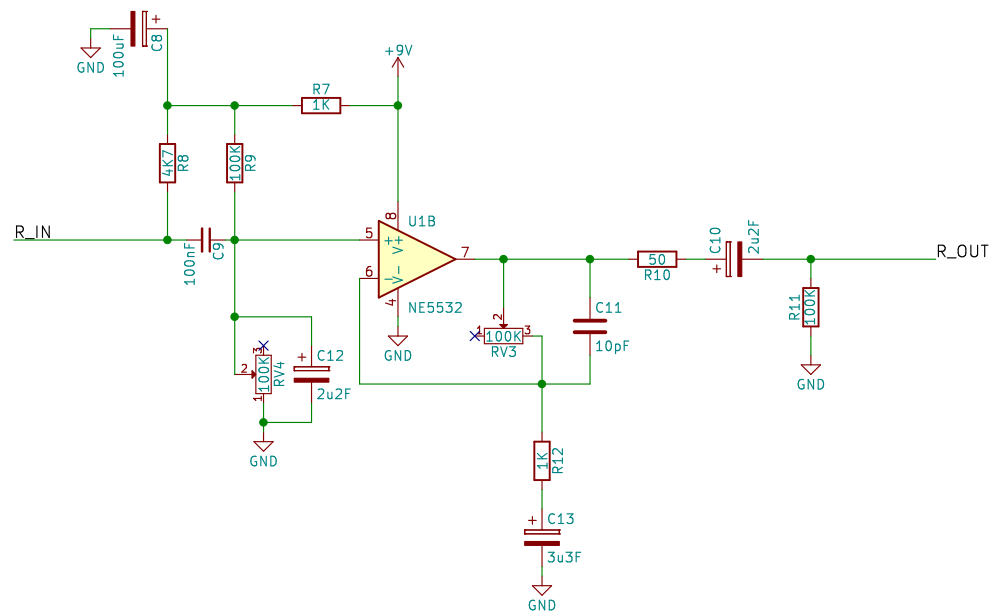 +
C8
100uF
GND
+9V
R7
1K
4K7
R8
100K
R9
R_IN
100nF
C9
8
U1B
5
+
V+
7
6
-
V-
4
NE5532
GND
50
R10
C10
2u2F
+
R_OUT
R11
100K
GND
2
1
100K
3
RV3
C11
10pF
3
2
100K
RV4
1
+
C12
2u2F
GND
1K
R12
+
C13
3u3F
GND